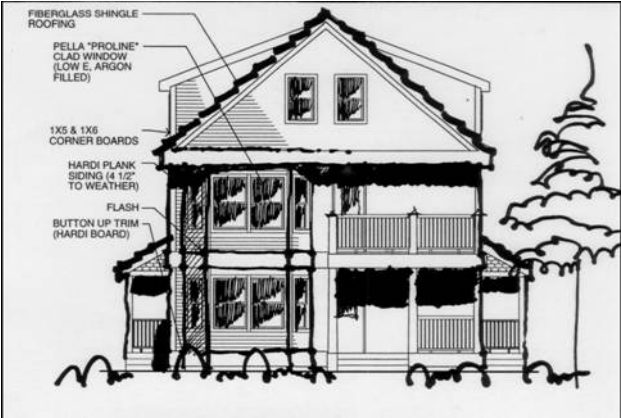 FIBERGLASS SHINGLE
ROOFING
PELLA "PROLINE"
CLAD WINDOW
(LOW E, ARGON
FILLED)
1X5 & 1X6
CORNER BOARDS
HARDI PLANK
SIDING (4 1/2"
TO WEATHER)
FLASH
BUTTON UP TRIM
(HARDI BOARD)